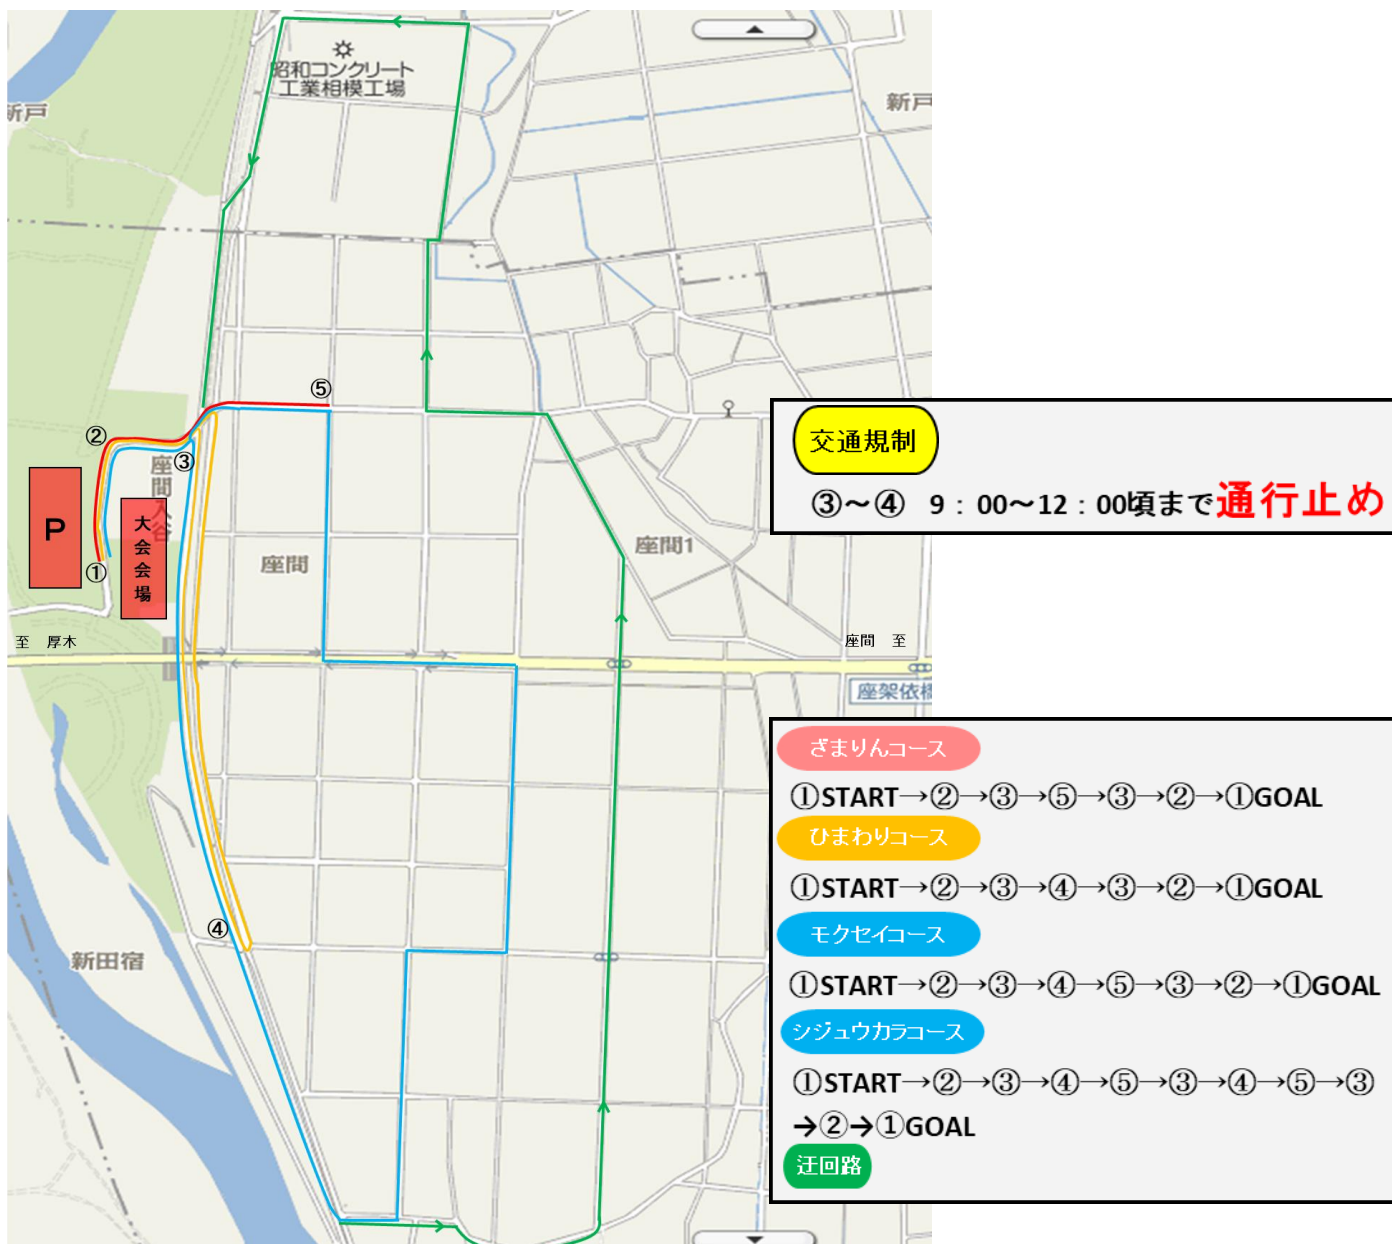 昭和コンクリート
工業相模工場
新戸
新戸
⑤
②
③
座間入谷
P
大会会場
①
座間
座間1
至 厚木
座間 至
座架依橋
④
新田宿
交通規制
③～④ 9：00～12：00頃まで通行止め
ざまりんコース
①START→②→③→⑤→③→②→①GOAL
ひまわりコース
①START→②→③→④→③→②→①GOAL
モクセイコース
①START→②→③→④→⑤→③→②→①GOAL
シジュウカラコース
①START→②→③→④→⑤→③→④→⑤→③
→②→①GOAL
迂回路